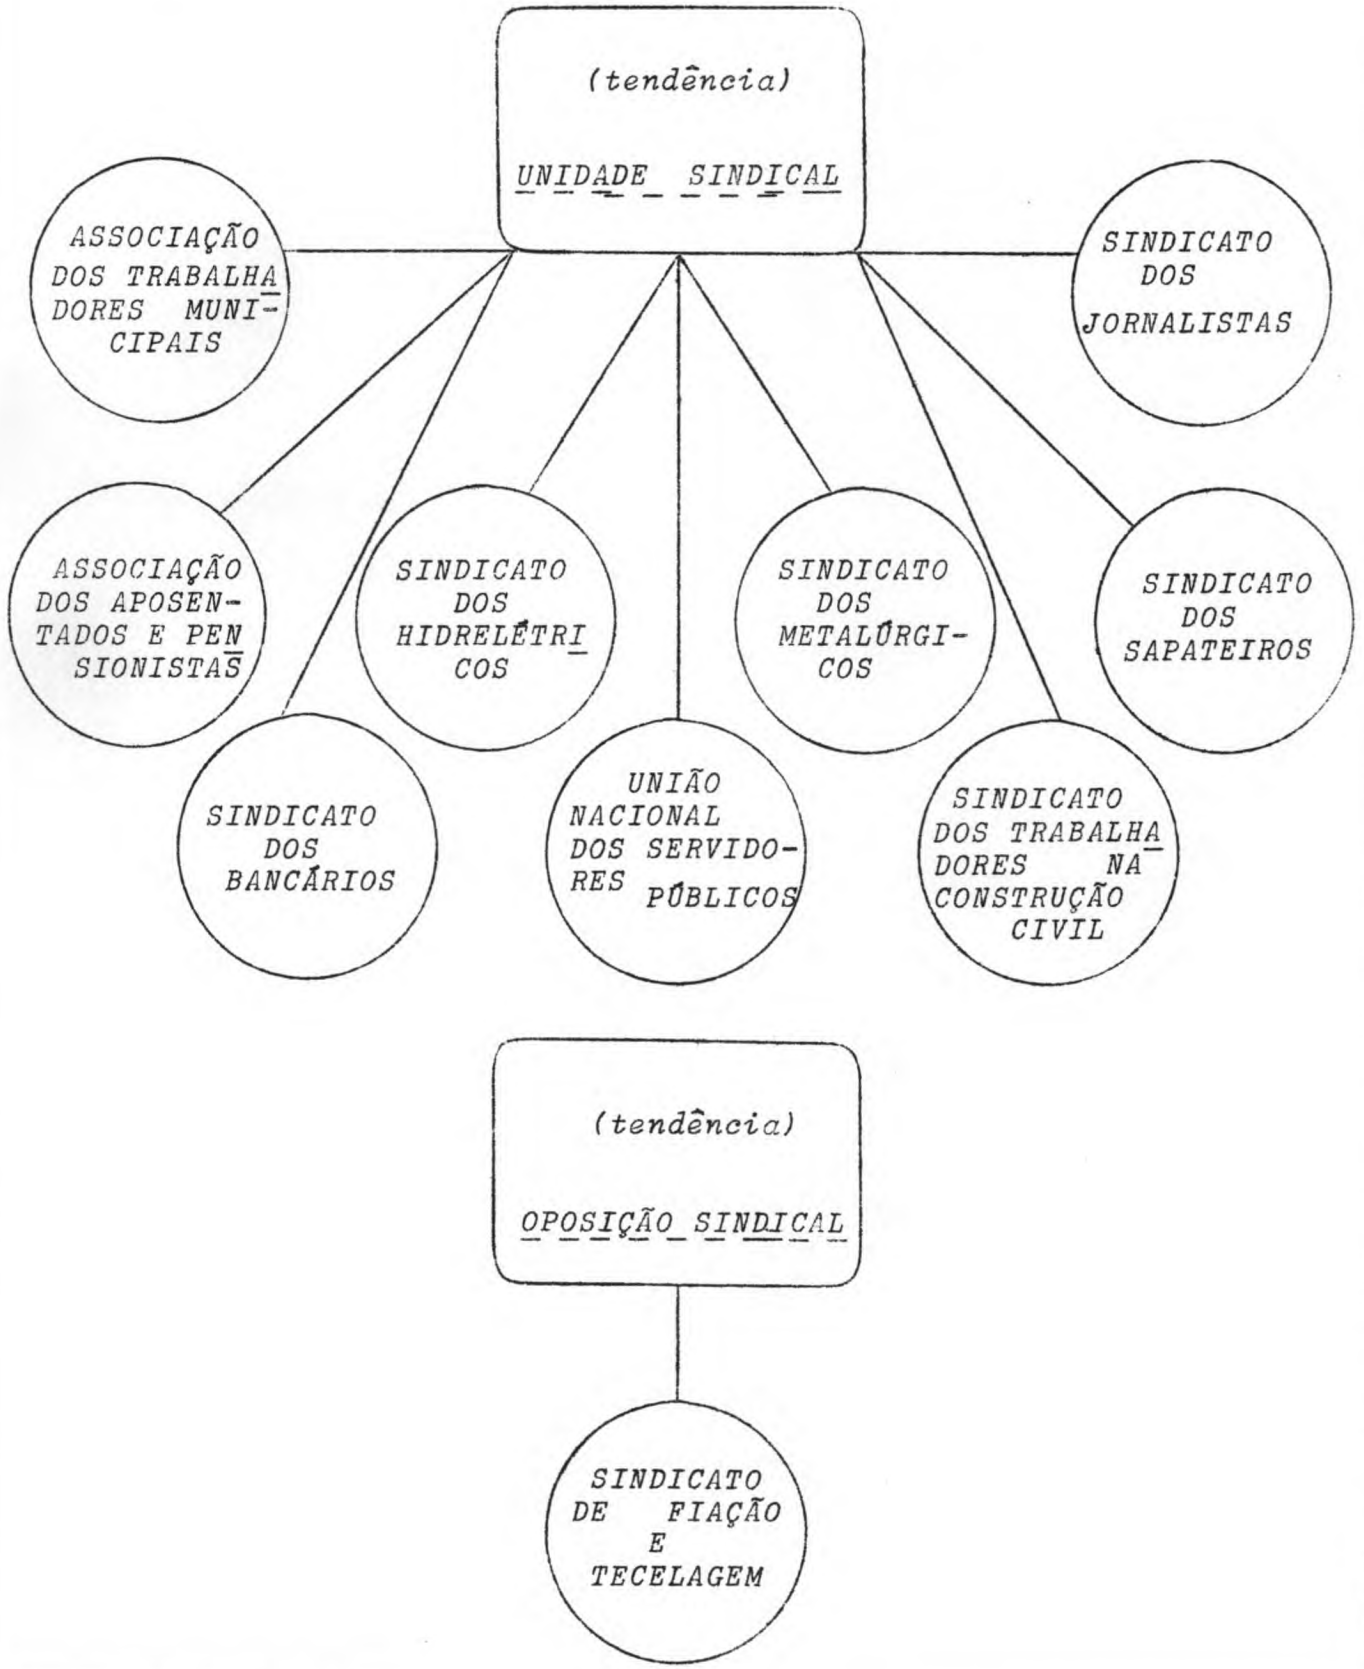 (tendência)
UNIDADE SINDICAL
ASSOCIAÇÃO
DOS TRABALHA
DORES MUNI-
CIPAIS
SINDICATO
DOS
JORNALISTAS
ASSOCIAÇÃO
DOS APOSEN-
TADOS E PEN
SIONISTAS
SINDICATO
DOS
HIDRELÉTRI
COS
SINDICATO
DOS
METALÚRGI-
COS
SINDICATO
DOS
SAPATEIROS
SINDICATO
DOS
BANCÁRIOS
UNIÃO
NACIONAL
DOS SERVIDO-
RES PÚBLICOS
SINDICATO
DOS TRABALHA
DORES NA
CONSTRUÇÃO
CIVIL
(tendência)
OPOSIÇÃO SINDICAL
SINDICATO
DE FIAÇÃO
E
TECELAGEM